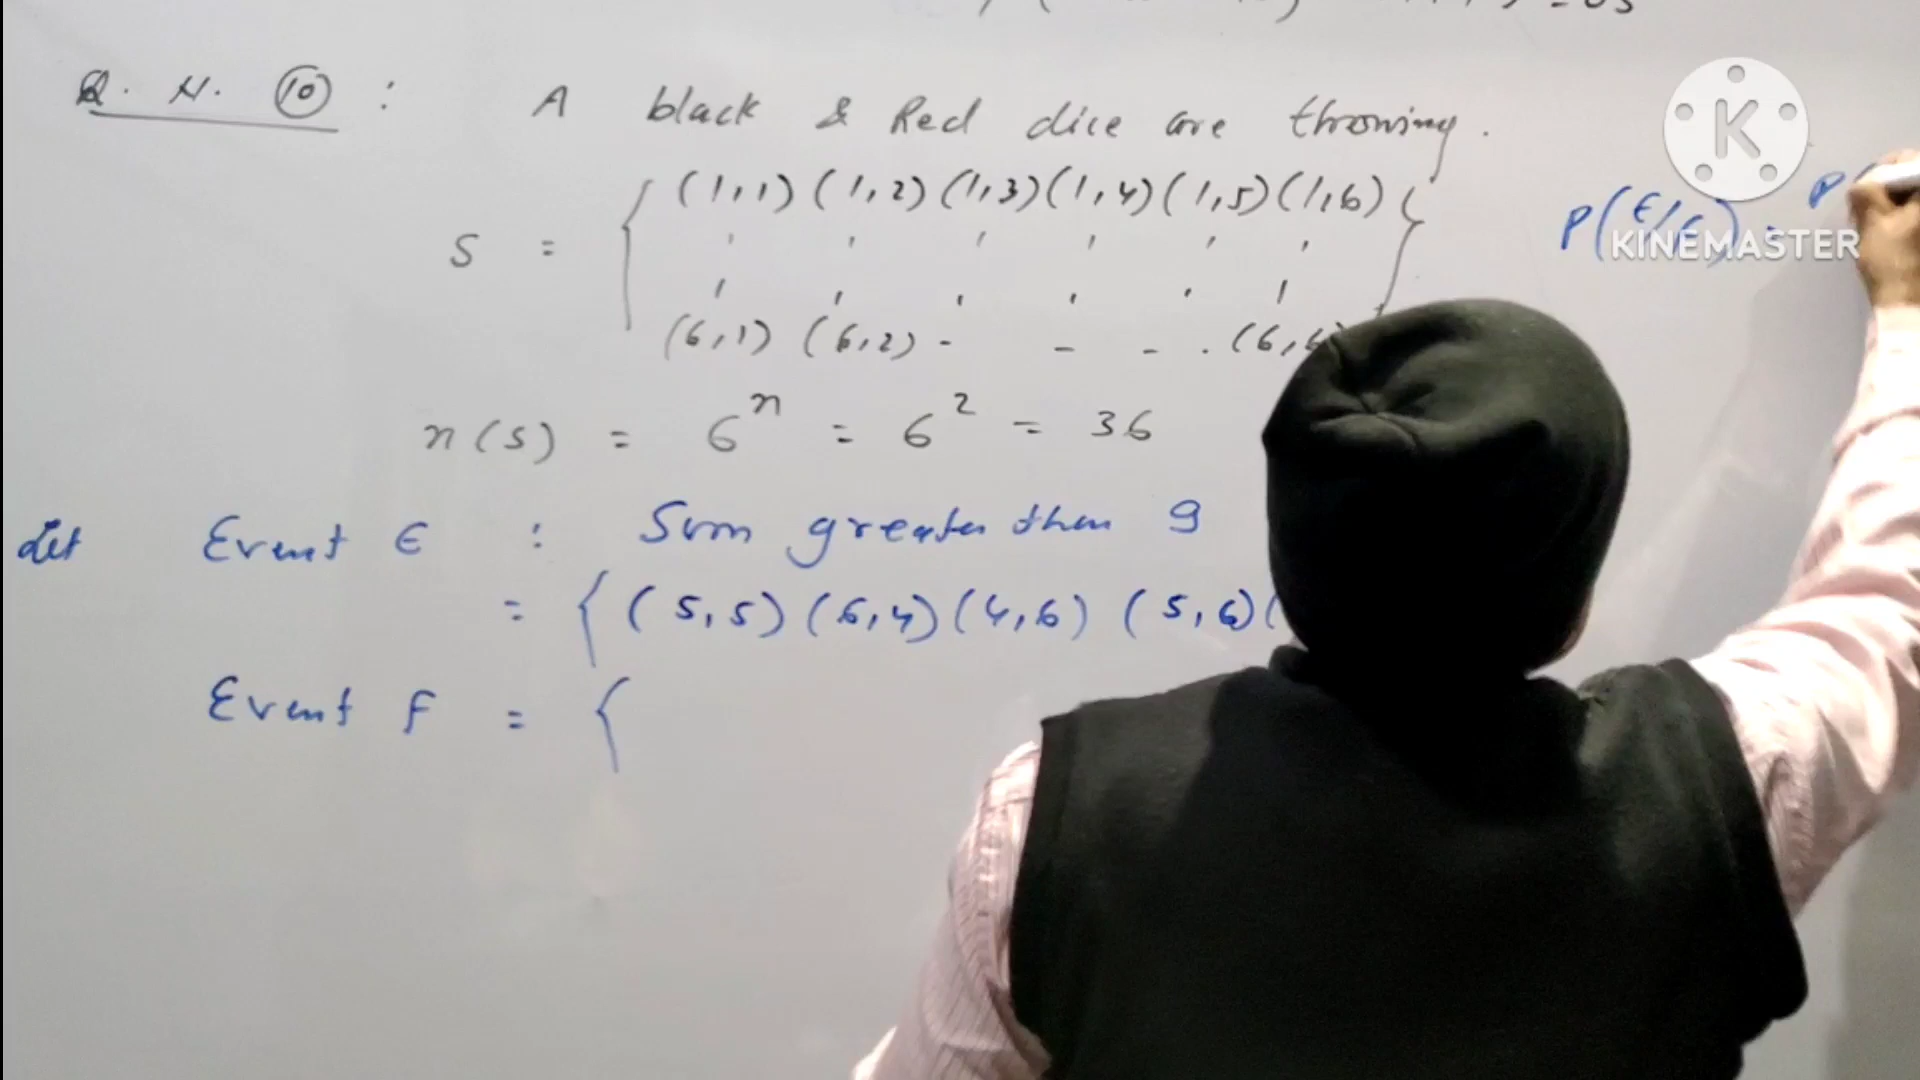 Q. N. 10 : A black & Red dice are throwing.
S = { (1,1) (1,2) (1,3) (1,4) (1,5) (1,6) }
(6,1) (6,2) - - - . (6,6
n(s) = 6^n = 6^2 = 36
Let Event E : Sum greater than 9
= { (5,5) (6,4) (4,6) (5,6) (
Event F = {
P(E/F) = P
K
KINEMASTER